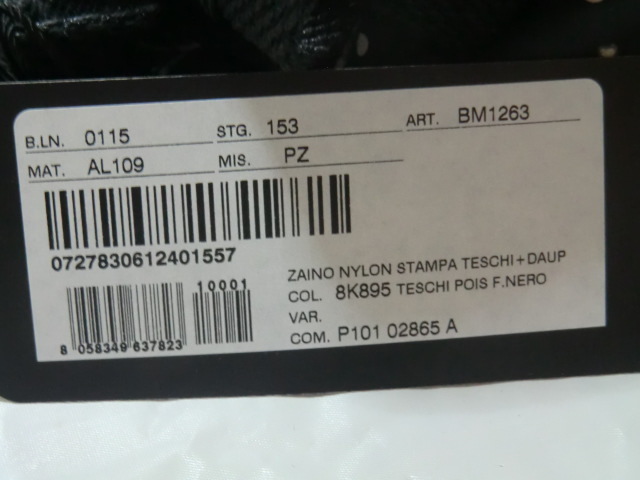 B.LN. 0115 STG. 153 ART. BM1263
MAT. AL109 MIS. PZ
0727830612401557
ZAINO NYLON STAMPA TESCHI+DAUP
10001
COL. 8K895 TESCHI POIS F.NERO
VAR.
COM. P101 02865 A
8 058349 637823